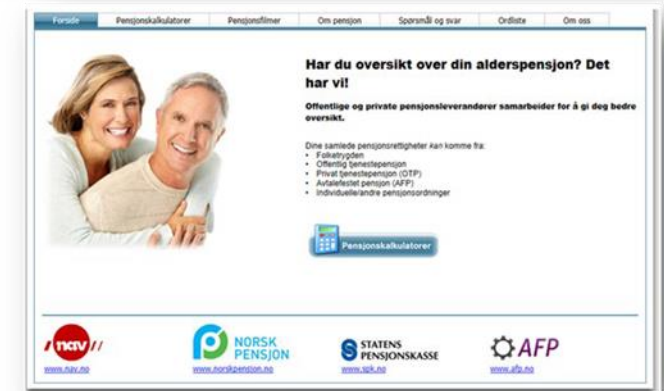 Forside Pensjonskalkulatorer Pensjonsfilmer Om pensjon Spørsmål og svar Ordliste Om oss
Har du oversikt over din alderspensjon? Det
har vi!
Offentlige og private pensjonsleverandører samarbeider for å gi deg bedre
oversikt.
Dine samlede pensjonsrettigheter kan komme fra:
• Folketrygden
• Offentlig tjenestepensjon
• Privat tjenestepensjon (OTP)
• Avtalefestet pensjon (AFP)
• Individuelle/andre pensjonsordninger
Pensjonskalkulatorer
nav
NORSK
PENSJON
STATENS
PENSJONSKASSE
AFP
www.nav.no www.norskpensjon.no www.spk.no www.afp.no